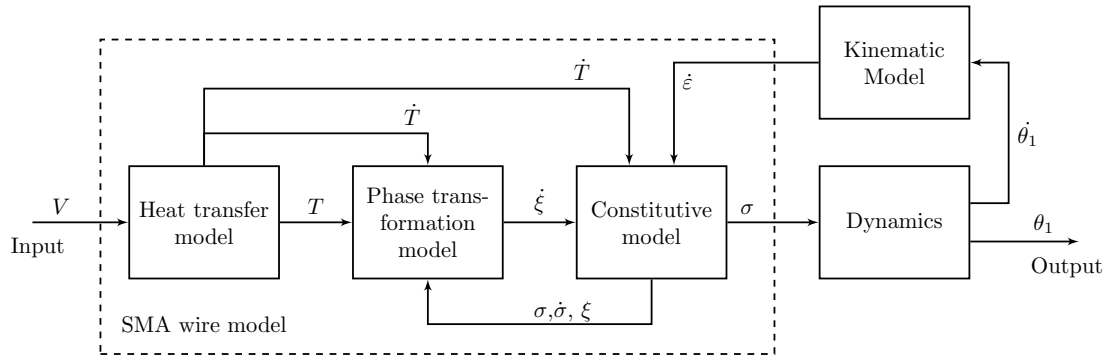 Kinematic
Model
Ṫ
ε̇
Ṫ
θ̇₁
V
Input
Heat transfer
model
T
Phase trans-
formation
model
ξ̇
Constitutive
model
σ
Dynamics
θ₁
Output
σ,σ̇, ξ
SMA wire model